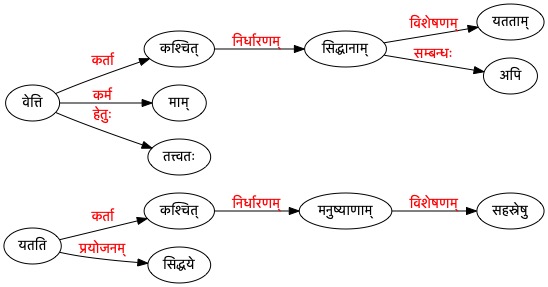 विशेषणम् यतताम्
कश्चित् निर्धारणम् सिद्धानाम्
कर्ता सम्बन्धः अपि
वेत्ति कर्म माम्
हेतुः
तत्त्वतः
कश्चित् निर्धारणम् मनुष्याणाम् विशेषणम् सहस्रेषु
कर्ता
यतति प्रयोजनम् सिद्धये